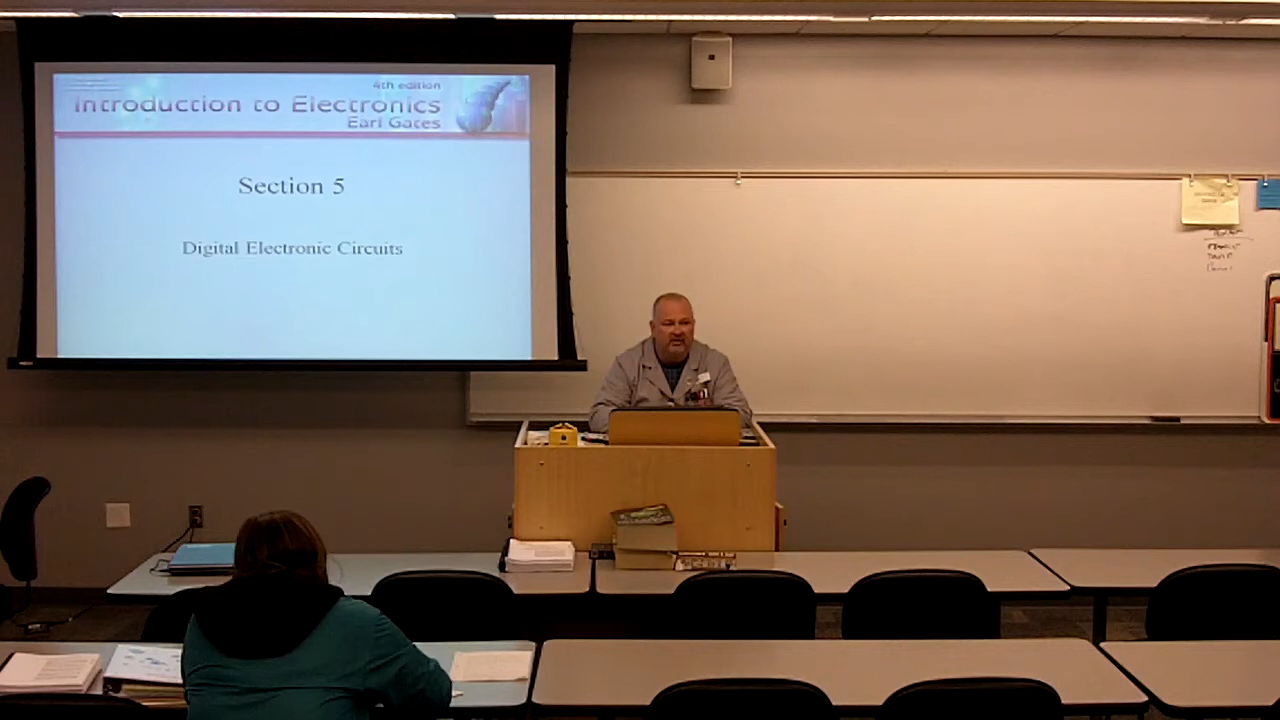 4th edition
Introduction to Electronics
Earl Gates
Section 5
Digital Electronic Circuits